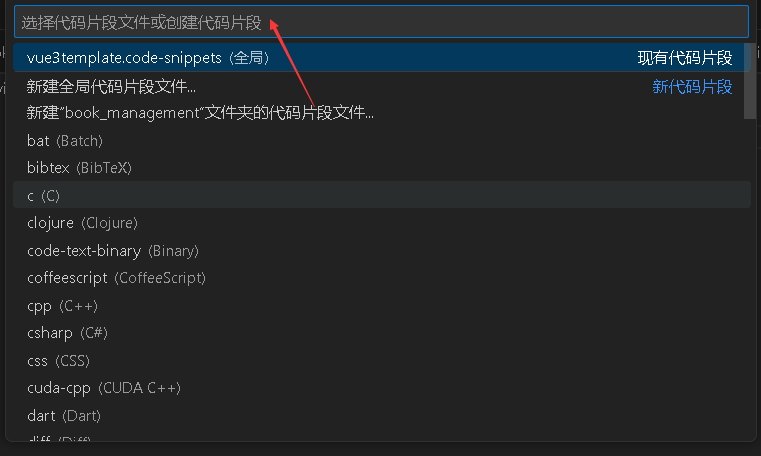 选择代码片段文件或创建代码片段
vue3template.code-snippets (全局) 现有代码片段
新建全局代码片段文件... 新代码片段
新建"book_management"文件夹的代码片段文件...
bat (Batch)
bibtex (BibTeX)
c (C)
clojure (Clojure)
code-text-binary (Binary)
coffeescript (CoffeeScript)
cpp (C++)
csharp (C#)
css (CSS)
cuda-cpp (CUDA C++)
dart (Dart)
diff (Diff)